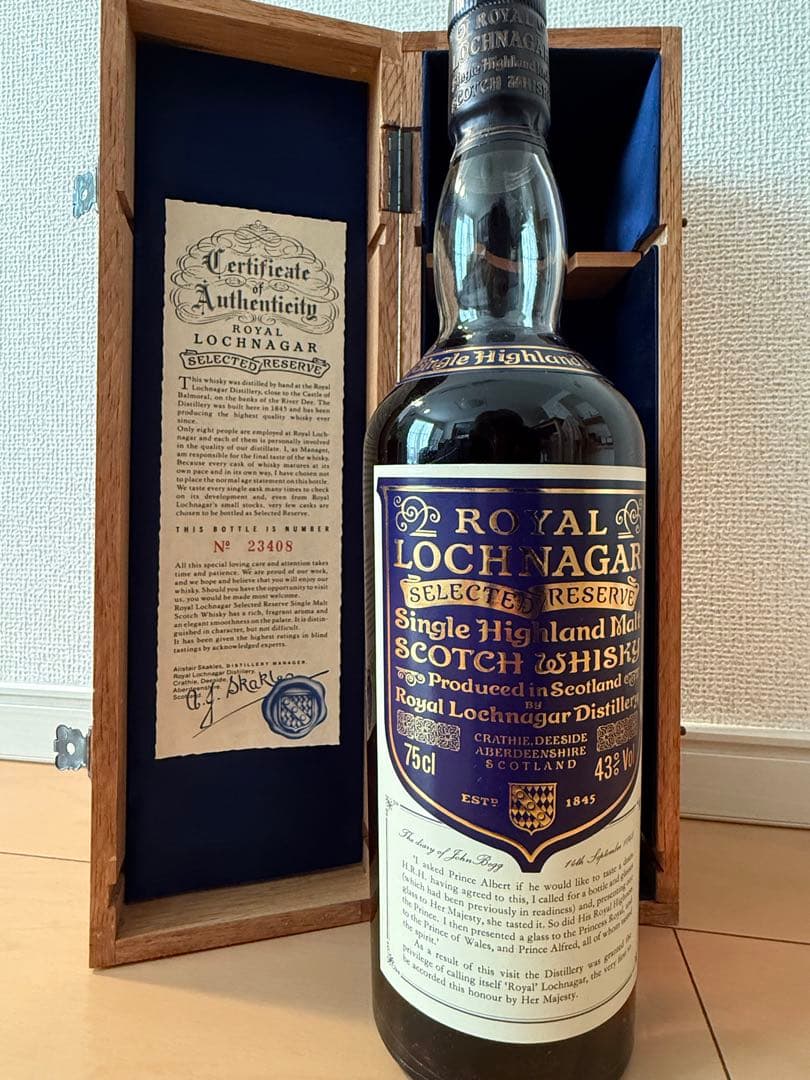 Certificate
of
Authenticity
ROYAL
LOCHNAGAR
SELECTED RESERVE
This whisky was distilled by hand at the Royal
Lochnagar Distillery, close to the Castle of
Balmoral, on the banks of the River Dee. The
Distillery was built here in 1845 and has been
producing the highest quality whisky ever
since.
Only eight people are employed at Royal Loch-
nagar and each of them is personally involved
in the quality of our distillate. I, as Manager,
am responsible for the final taste of the whisky.
Because every cask of whisky matures at its
own pace and in its own way, I have chosen not
to place the normal age statement on this bottle.
We taste every single cask many times to check
on its development and, even from Royal
Lochnagar's small stocks, very few casks are
chosen to be bottled as Selected Reserve.
THIS BOTTLE IS NUMBER
Nº 23408
All this special loving care and attention takes
time and patience. We are proud of our work,
and we hope and believe that you will enjoy our
whisky. Should you have the opportunity to visit
us, you would be made most welcome.
Royal Lochnagar Selected Reserve Single Malt
Scotch Whisky has a rich, fragrant aroma and
an elegant smoothness on the palate. It is distin-
guished in character, but not difficult.
It has been given the highest ratings in blind
tastings by acknowledged experts.
Alistair Skakles, DISTILLERY MANAGER.
Royal Lochnagar Distillery,
Crathie, Deeside,
Aberdeenshire,
Scotland.
A.J. Skakles
ROYAL
LOCHNAGAR
Single Highland Malt
SCOTCH WHISKY
Single Highland
ROYAL
LOCHNAGAR
SELECTED RESERVE
Single Highland Malt
SCOTCH WHISKY
Produced in Scotland
BY
Royal Lochnagar Distillery
CRATHIE, DEESIDE
ABERDEENSHIRE
SCOTLAND
75cl
43% Vol
ESTD 1845
The diary of John Begg 14th September
'I asked Prince Albert if he would like to taste a dram
H.R.H. having agreed to this, I called for a bottle and glasses
(which had been previously in readiness) and, presenting one
glass to Her Majesty, she tasted it. So did His Royal Highness
the Prince. I then presented a glass to the Princess Royal, and
to the Prince of Wales, and Prince Alfred, all of whom tasted
the spirit.'
As a result of this visit the Distillery was granted the
privilege of calling itself 'Royal' Lochnagar, the very first to
be accorded this honour by Her Majesty.